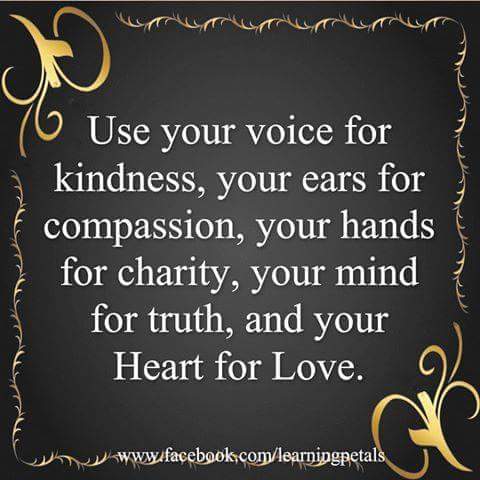 Use your voice for
kindness, your ears for
compassion, your hands
for charity, your mind
for truth, and your
Heart for Love.
www.facebook.com/learningpetals